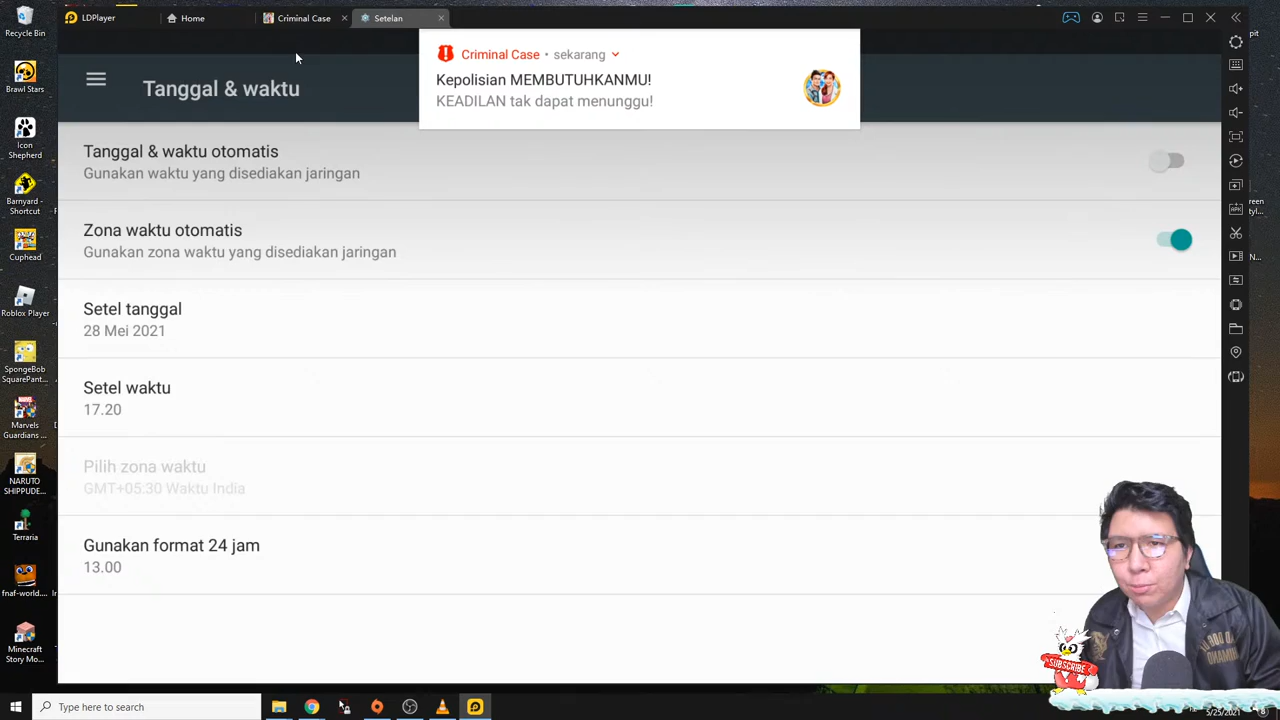 LDPlayer
Home
Criminal Case
Setelan
Criminal Case • sekarang
Kepolisian MEMBUTUHKANMU!
KEADILAN tak dapat menunggu!
Tanggal & waktu
Tanggal & waktu otomatis
Gunakan waktu yang disediakan jaringan
Zona waktu otomatis
Gunakan zona waktu yang disediakan jaringan
Setel tanggal
28 Mei 2021
Setel waktu
17.20
Pilih zona waktu
GMT+05.30 Waktu India
Gunakan format 24 jam
13.00
Recycle Bin
Brawl Stars
Icon
Shepherd
Barnyard -
Shortcut
Cuphead
Roblox Player
SpongeBob
SquarePant...
Marvels
Guardians ...
NARUTO
SHIPPUDE...
Terraria
fnaf-world...
Minecraft
Story Mo...
APK
SUBSCRIBE
Type here to search
5/25/2021